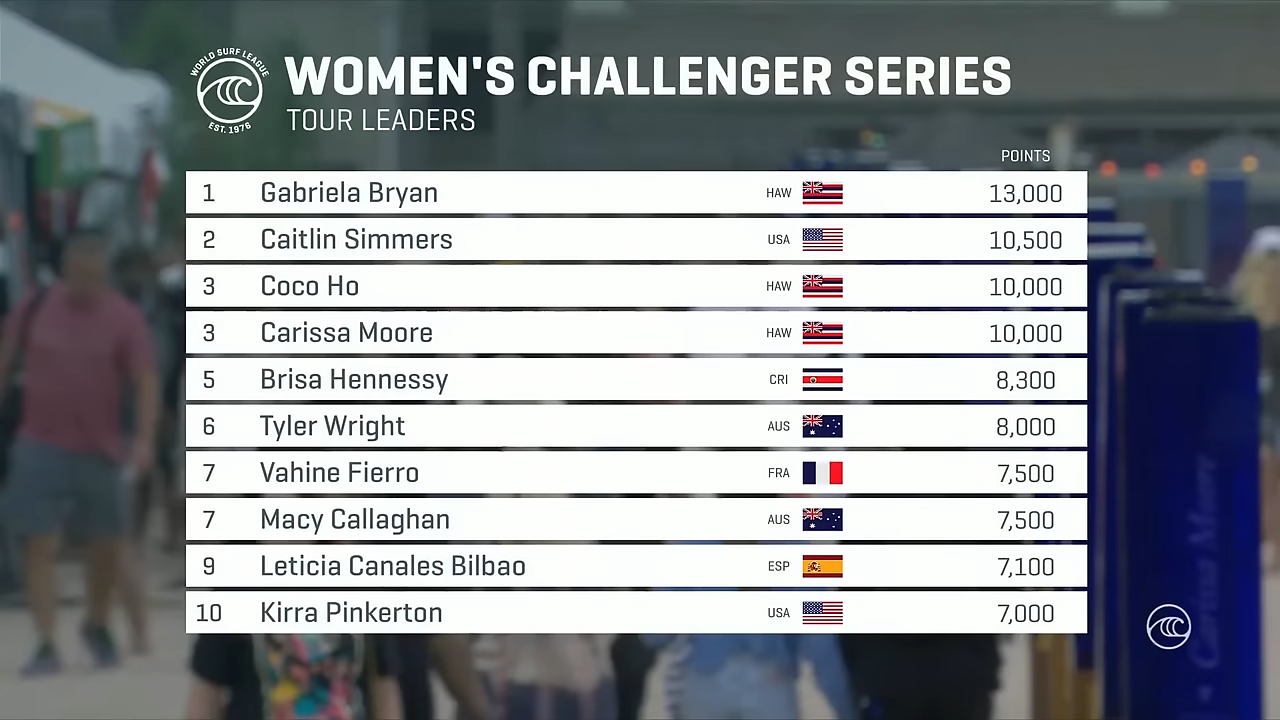 WORLD SURF LEAGUE
EST. 1976
WOMEN'S CHALLENGER SERIES
TOUR LEADERS
POINTS
1 Gabriela Bryan HAW 13,000
2 Caitlin Simmers USA 10,500
3 Coco Ho HAW 10,000
3 Carissa Moore HAW 10,000
5 Brisa Hennessy CRI 8,300
6 Tyler Wright AUS 8,000
7 Vahine Fierro FRA 7,500
7 Macy Callaghan AUS 7,500
9 Leticia Canales Bilbao ESP 7,100
10 Kirra Pinkerton USA 7,000